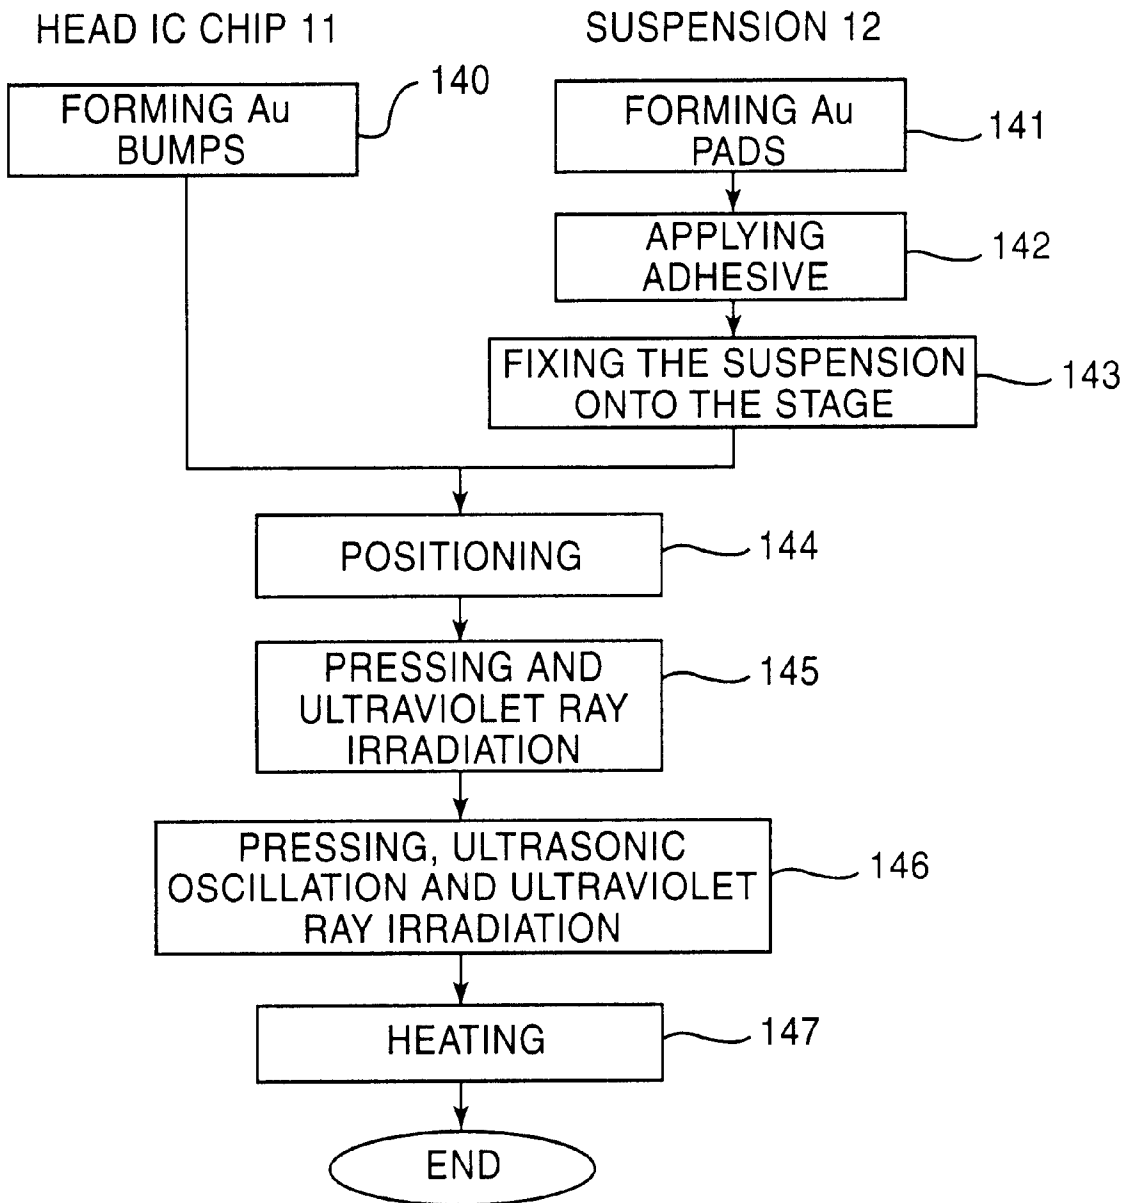 HEAD IC CHIP 11
SUSPENSION 12
FORMING Au
BUMPS
140
FORMING Au
PADS
141
APPLYING
ADHESIVE
142
FIXING THE SUSPENSION
ONTO THE STAGE
143
POSITIONING
144
PRESSING AND
ULTRAVIOLET RAY
IRRADIATION
145
PRESSING, ULTRASONIC
OSCILLATION AND ULTRAVIOLET
RAY IRRADIATION
146
HEATING
147
END